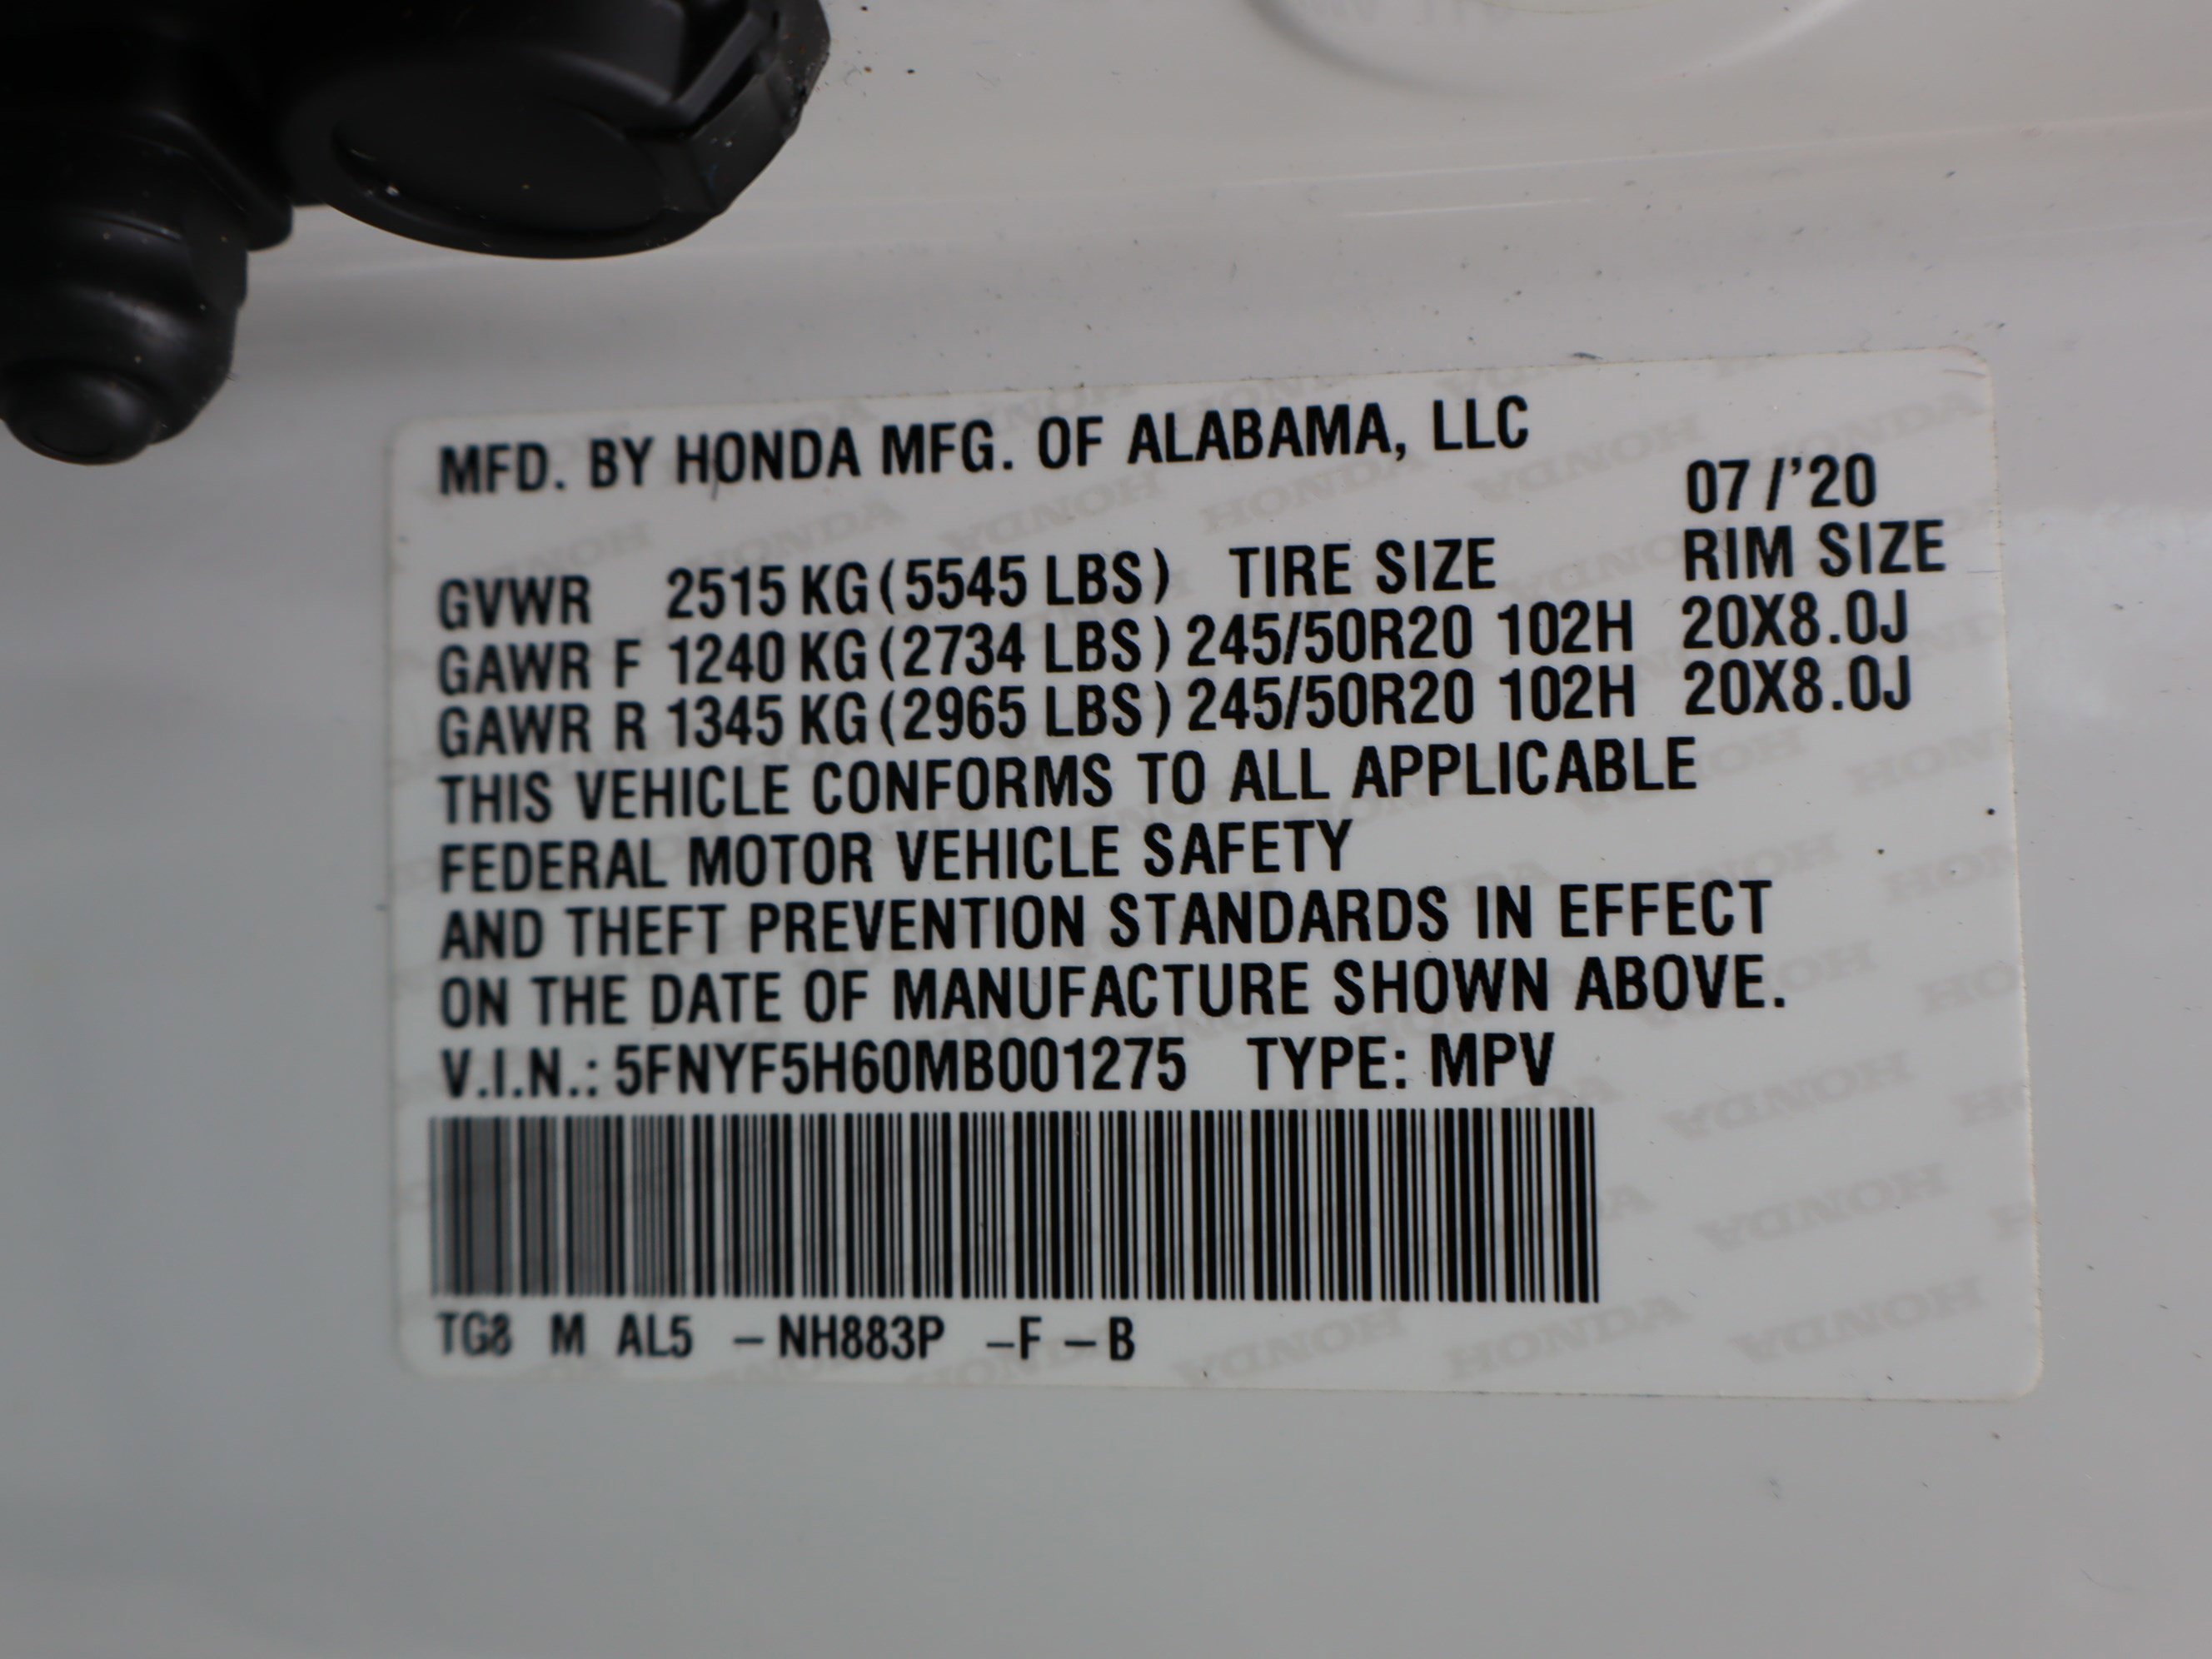 MFD. BY HONDA MFG. OF ALABAMA, LLC
07/'20
GVWR 2515 KG (5545 LBS) TIRE SIZE RIM SIZE
GAWR F 1240 KG (2734 LBS) 245/50R20 102H 20X8.0J
GAWR R 1345 KG (2965 LBS) 245/50R20 102H 20X8.0J
THIS VEHICLE CONFORMS TO ALL APPLICABLE
FEDERAL MOTOR VEHICLE SAFETY
AND THEFT PREVENTION STANDARDS IN EFFECT
ON THE DATE OF MANUFACTURE SHOWN ABOVE.
V.I.N.: 5FNYF5H60MB001275 TYPE: MPV
TG8 M AL5 -NH883P -F -B